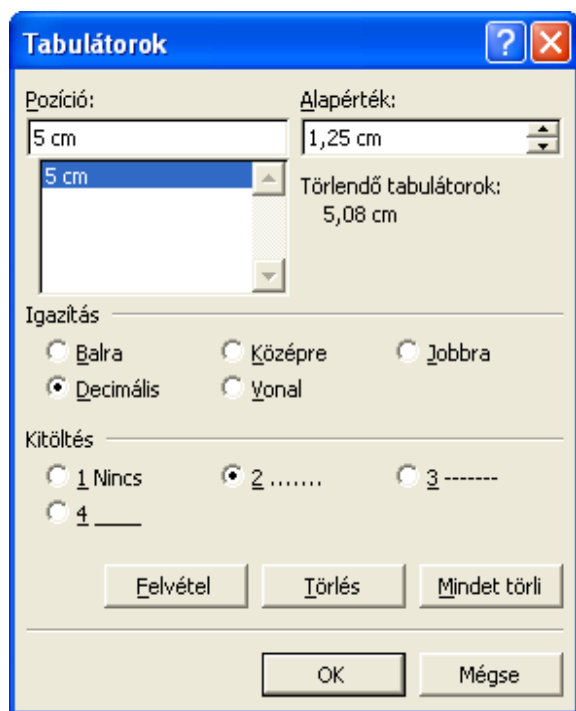 Tabulátorok
Pozíció: Alapérték:
5 cm 1,25 cm
5 cm
Törlendő tabulátorok:
5,08 cm
Igazítás
Balra Középre Jobbra
Decimális Vonal
Kitöltés
1 Nincs 2 ....... 3 -------
4 ____
Felvétel Törlés Mindet törli
OK Mégse